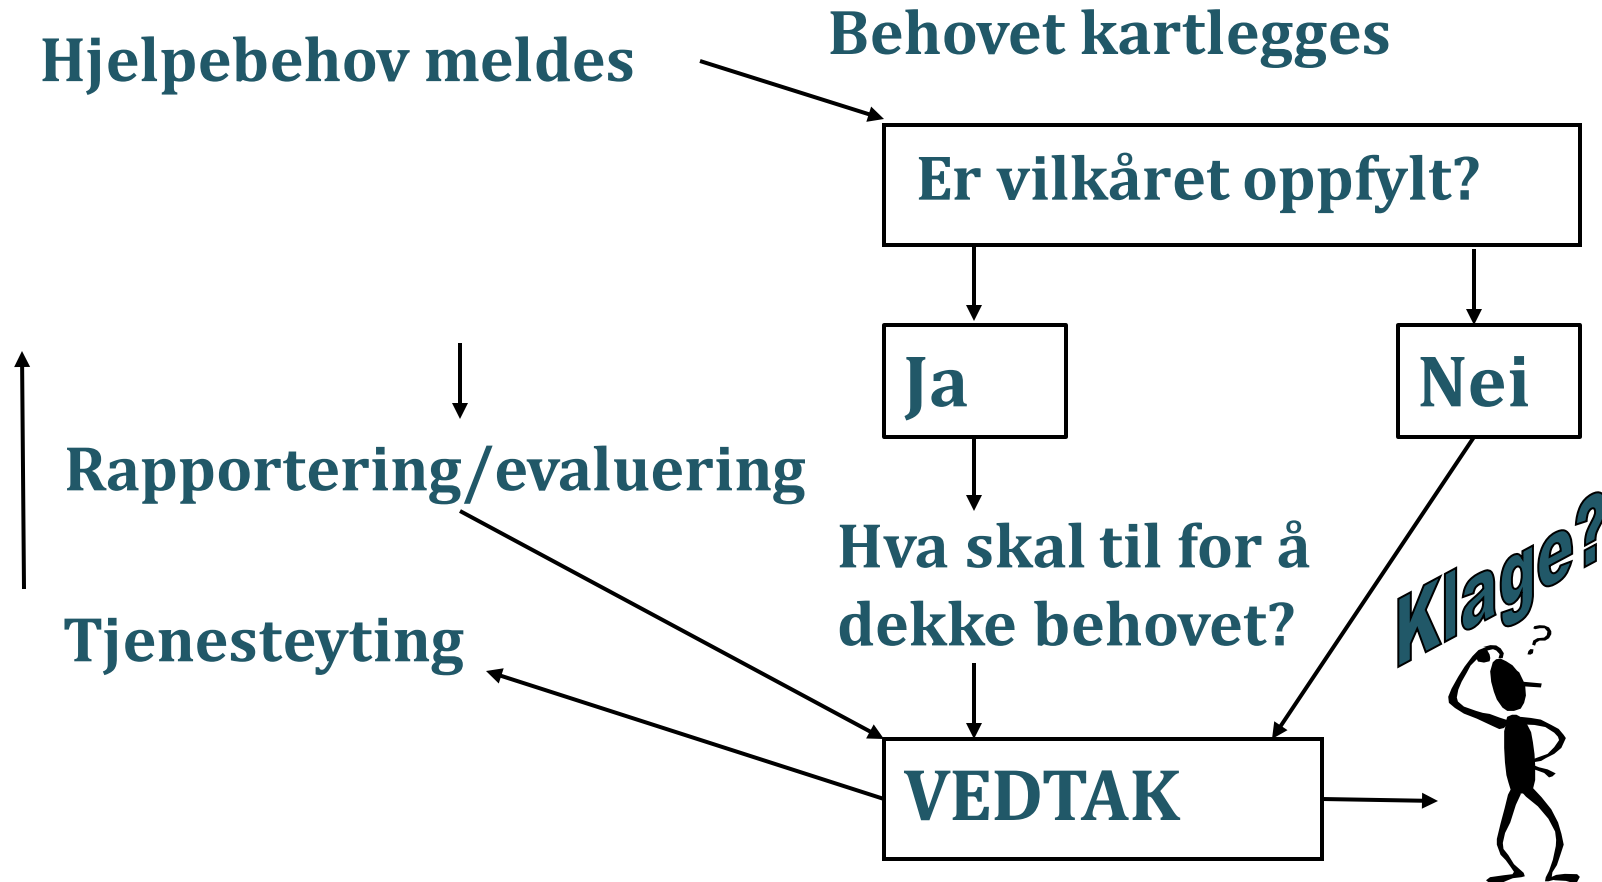 Hjelpebehov meldes
Behovet kartlegges
Er vilkåret oppfylt?
Ja
Nei
Rapportering/evaluering
Hva skal til for å
dekke behovet?
Klage?
?
Tjenesteyting
VEDTAK